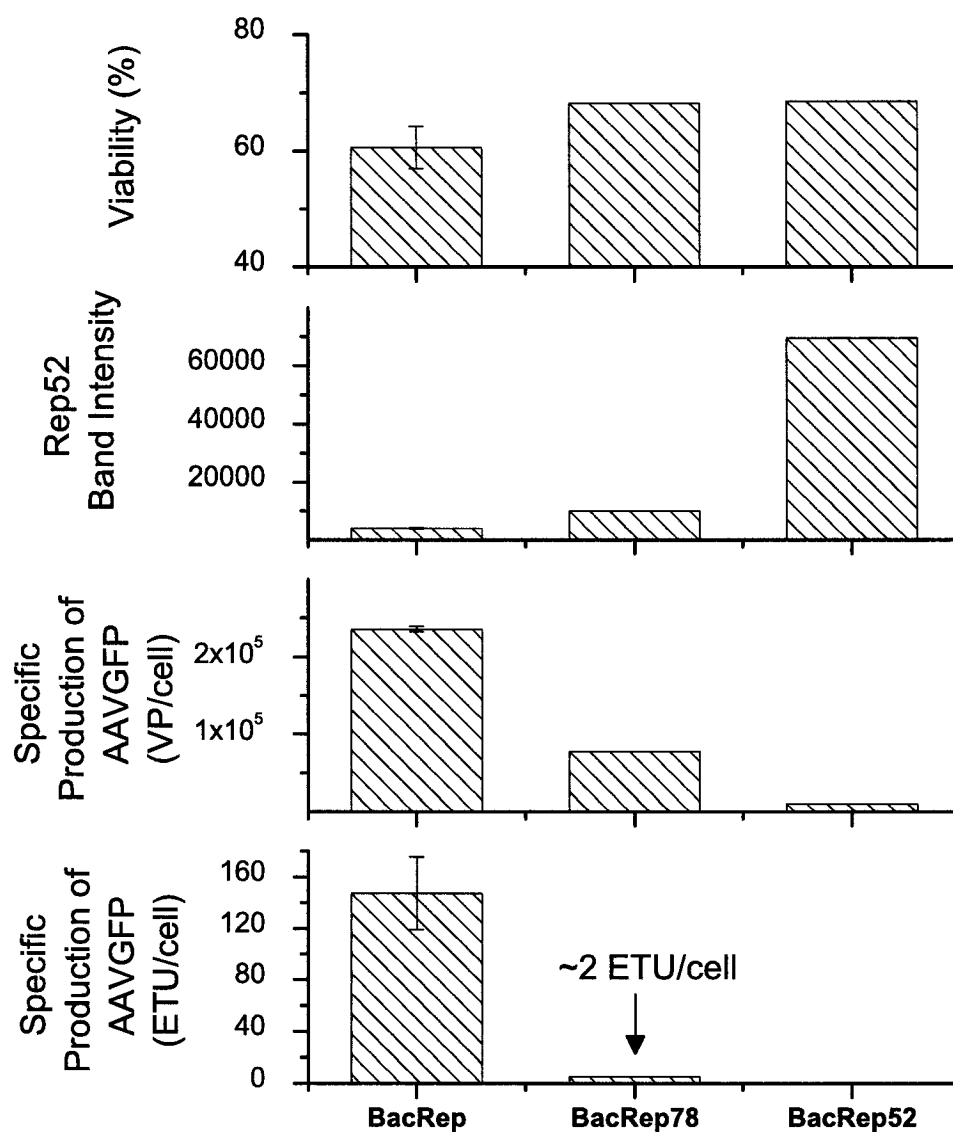 Viability (%)
80
60
40
Rep52
Band Intensity
60000
40000
20000
Specific
Production of
AAVGFP
(VP/cell)
2x10⁵
1x10⁵
Specific
Production of
AAVGFP
(ETU/cell)
160
120
80
40
0
~2 ETU/cell
BacRep BacRep78 BacRep52